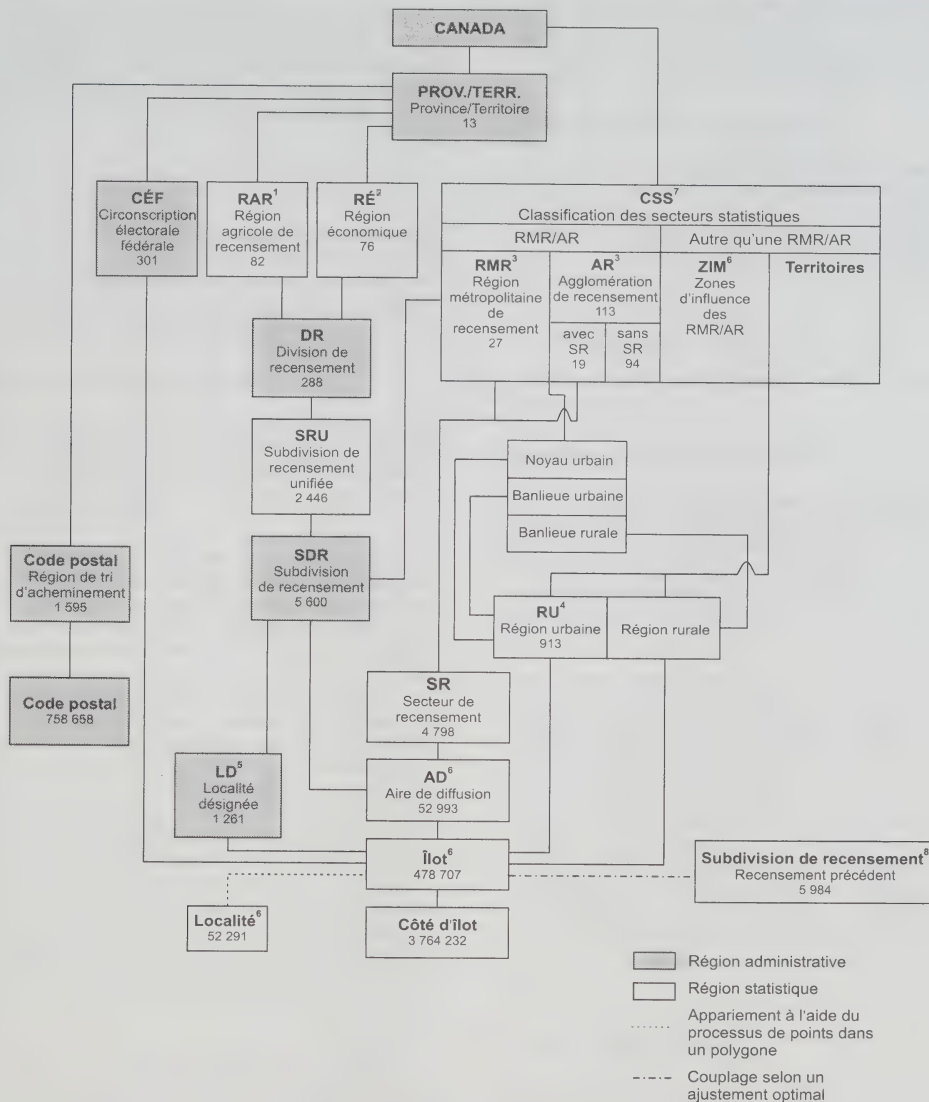 CANADA
PROV./TERR.
Province/Territoire
13
CÉF
Circonscription
électorale
fédérale
301
RAR1
Région
agricole de
recensement
82
RÉ2
Région
économique
76
CSS7
Classification des secteurs statistiques
RMR/AR
Autre qu'une RMR/AR
RMR3
Région
métropolitaine
de
recensement
27
AR3
Agglomération
de recensement
113
avec
SR
19
sans
SR
94
ZIM6
Zones
d'influence
des
RMR/AR
Territoires
DR
Division de
recensement
288
SRU
Subdivision de
recensement
unifiée
2 446
Noyau urbain
Banlieue urbaine
Banlieue rurale
Code postal
Région de tri
d'acheminement
1 595
SDR
Subdivision
de recensement
5 600
RU4
Région urbaine
913
Région rurale
Code postal
758 658
SR
Secteur de
recensement
4 798
LD5
Localité
désignée
1 261
AD6
Aire de diffusion
52 993
Îlot6
478 707
Subdivision de recensement8
Recensement précédent
5 984
Localité6
52 291
Côté d'îlot
3 764 232
Région administrative
Région statistique
Appariement à l'aide du
processus de points dans
un polygone
Couplage selon un
ajustement optimal